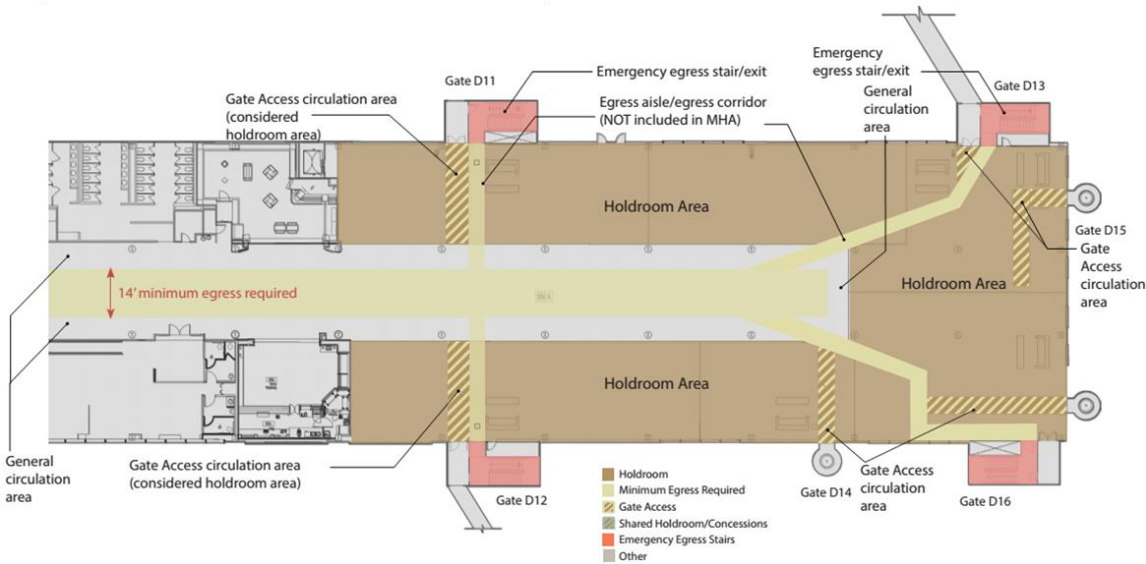 Gate D11
Emergency egress stair/exit
Gate Access circulation area
(considered
holdroom area)
Egress aisle/egress corridor
(NOT included in MHA)
Emergency
egress stair/exit
Gate D13
General
circulation
area
Holdroom Area
Gate D15
Gate
Access
circulation
area
Holdroom Area
14' minimum egress required
Holdroom Area
General
circulation
area
Gate Access circulation area
(considered holdroom area)
Gate D12
Gate D14
Gate Access
circulation
area
Gate D16
Holdroom
Minimum Egress Required
Gate Access
Shared Holdroom/Concessions
Emergency Egress Stairs
Other